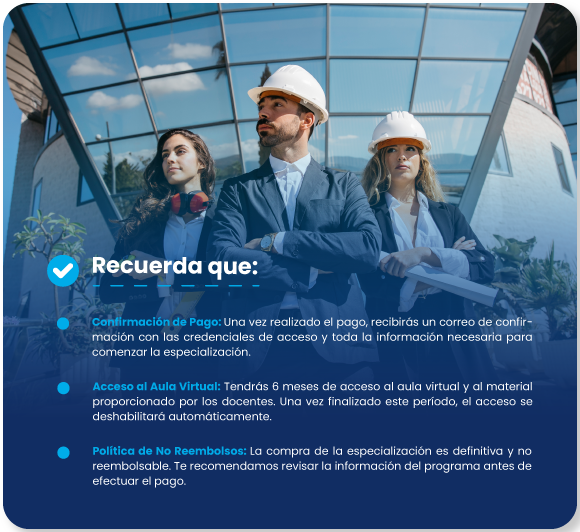 Recuerda que:
Confirmación de Pago: Una vez realizado el pago, recibirás un correo de confir-
mación con las credenciales de acceso y toda la información necesaria para
comenzar la especialización.
Acceso al Aula Virtual: Tendrás 6 meses de acceso al aula virtual y al material
proporcionado por los docentes. Una vez finalizado este período, el acceso se
deshabilitará automáticamente.
Política de No Reembolsos: La compra de la especialización es definitiva y no
reembolsable. Te recomendamos revisar la información del programa antes de
efectuar el pago.